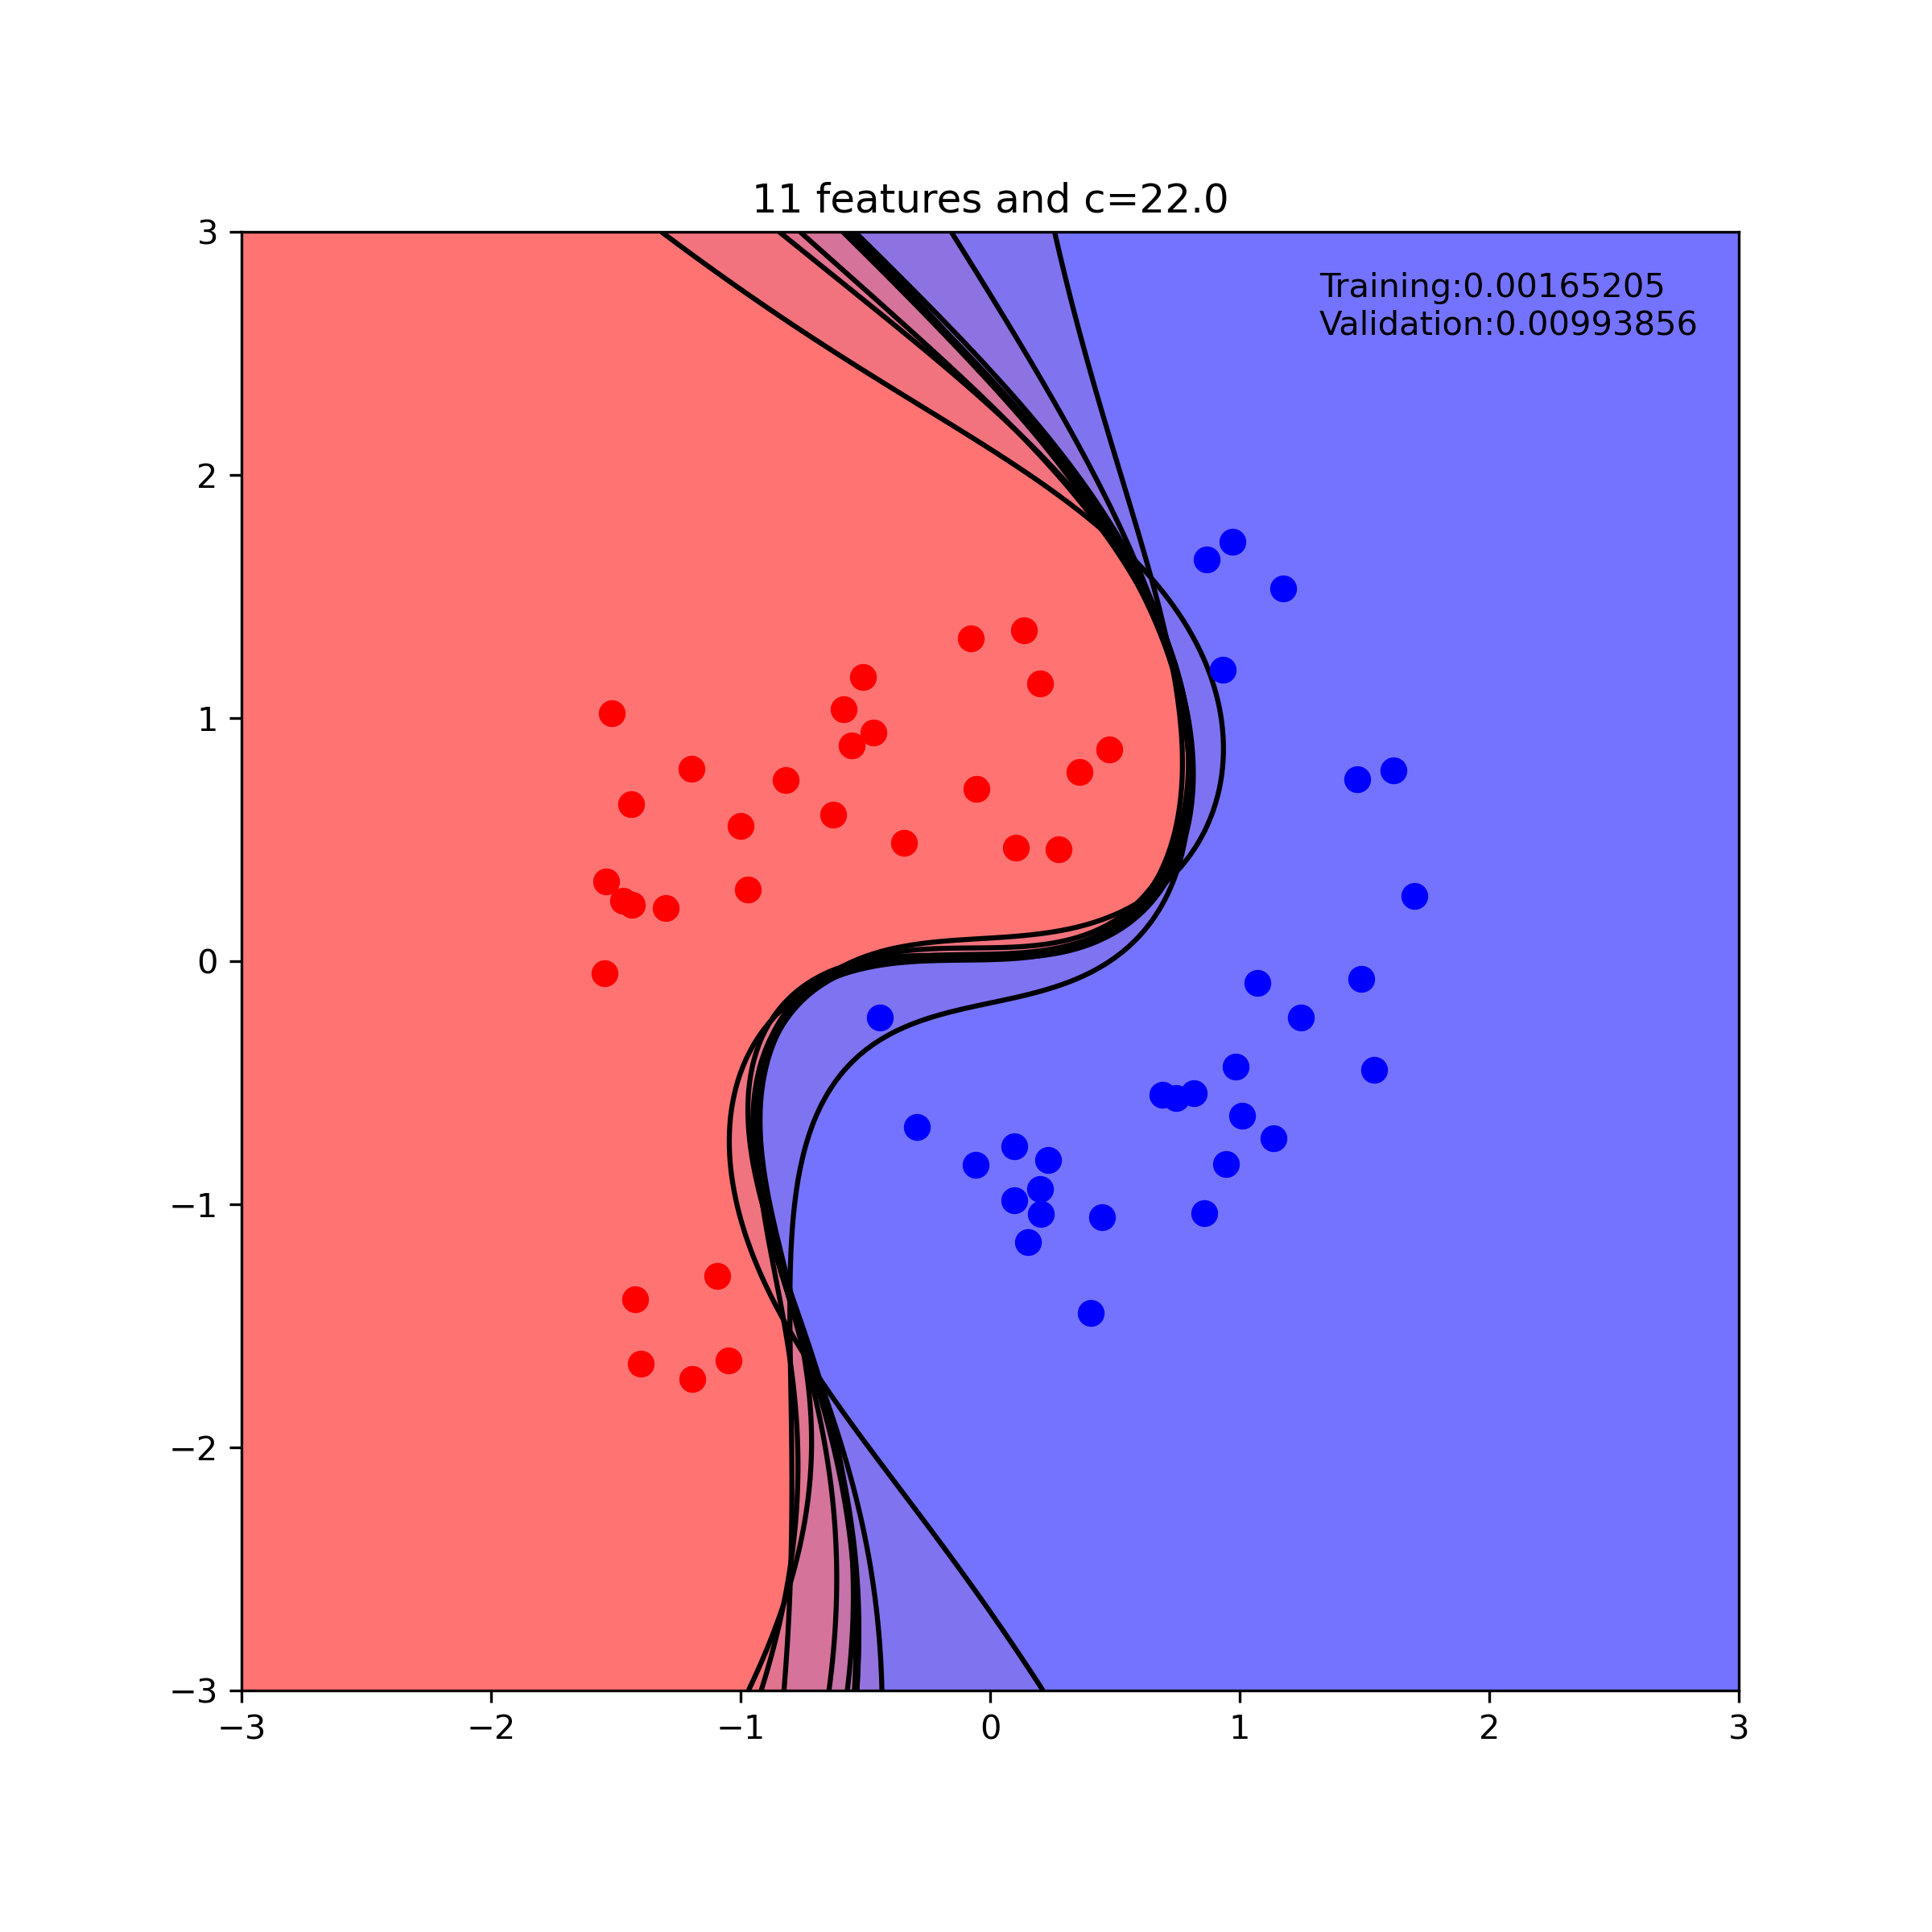 11 features and c=22.0
Training:0.00165205
Validation:0.00993856
3
2
1
0
−1
−2
−3
−3 −2 −1 0 1 2 3